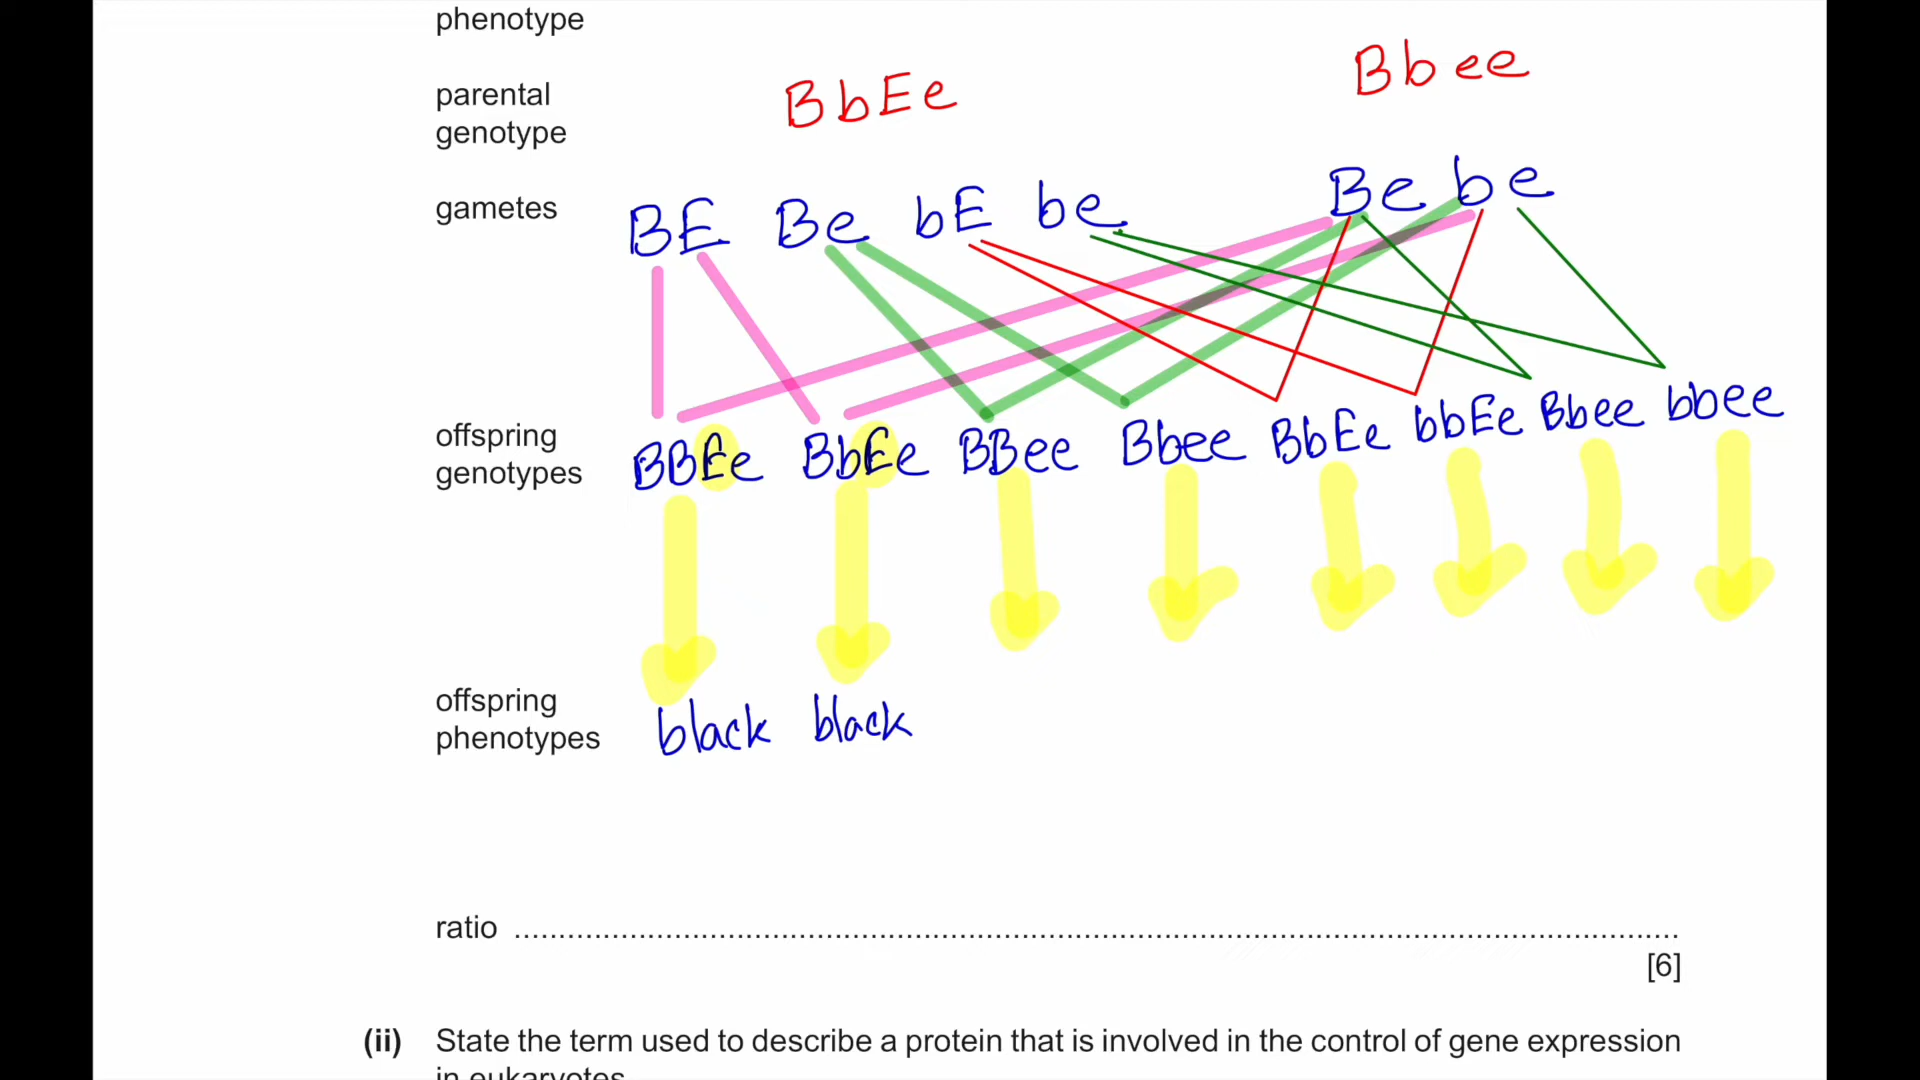 phenotype
parental BbEe Bbee
genotype
gametes BE Be bE be Be be
offspring
genotypes BBEe BbEe BBee Bbee BbEe bbEe Bbee bbee
offspring
phenotypes black black
ratio ....................................................................................................................
[6]
(ii) State the term used to describe a protein that is involved in the control of gene expression
in eukaryotes